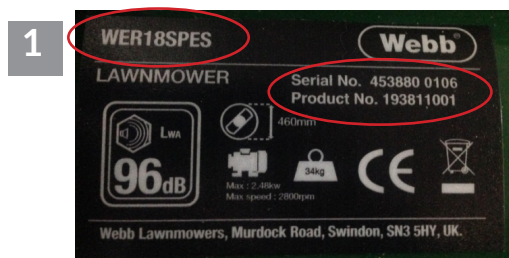 1
WER18SPES
Webb
LAWNMOWER
Serial No. 453880 0106
Product No. 193811001
LWA
96dB
460mm
Max : 2.48kw
Max speed : 2800rpm
34kg
CE
Webb Lawnmowers, Murdock Road, Swindon, SN3 5HY, UK.